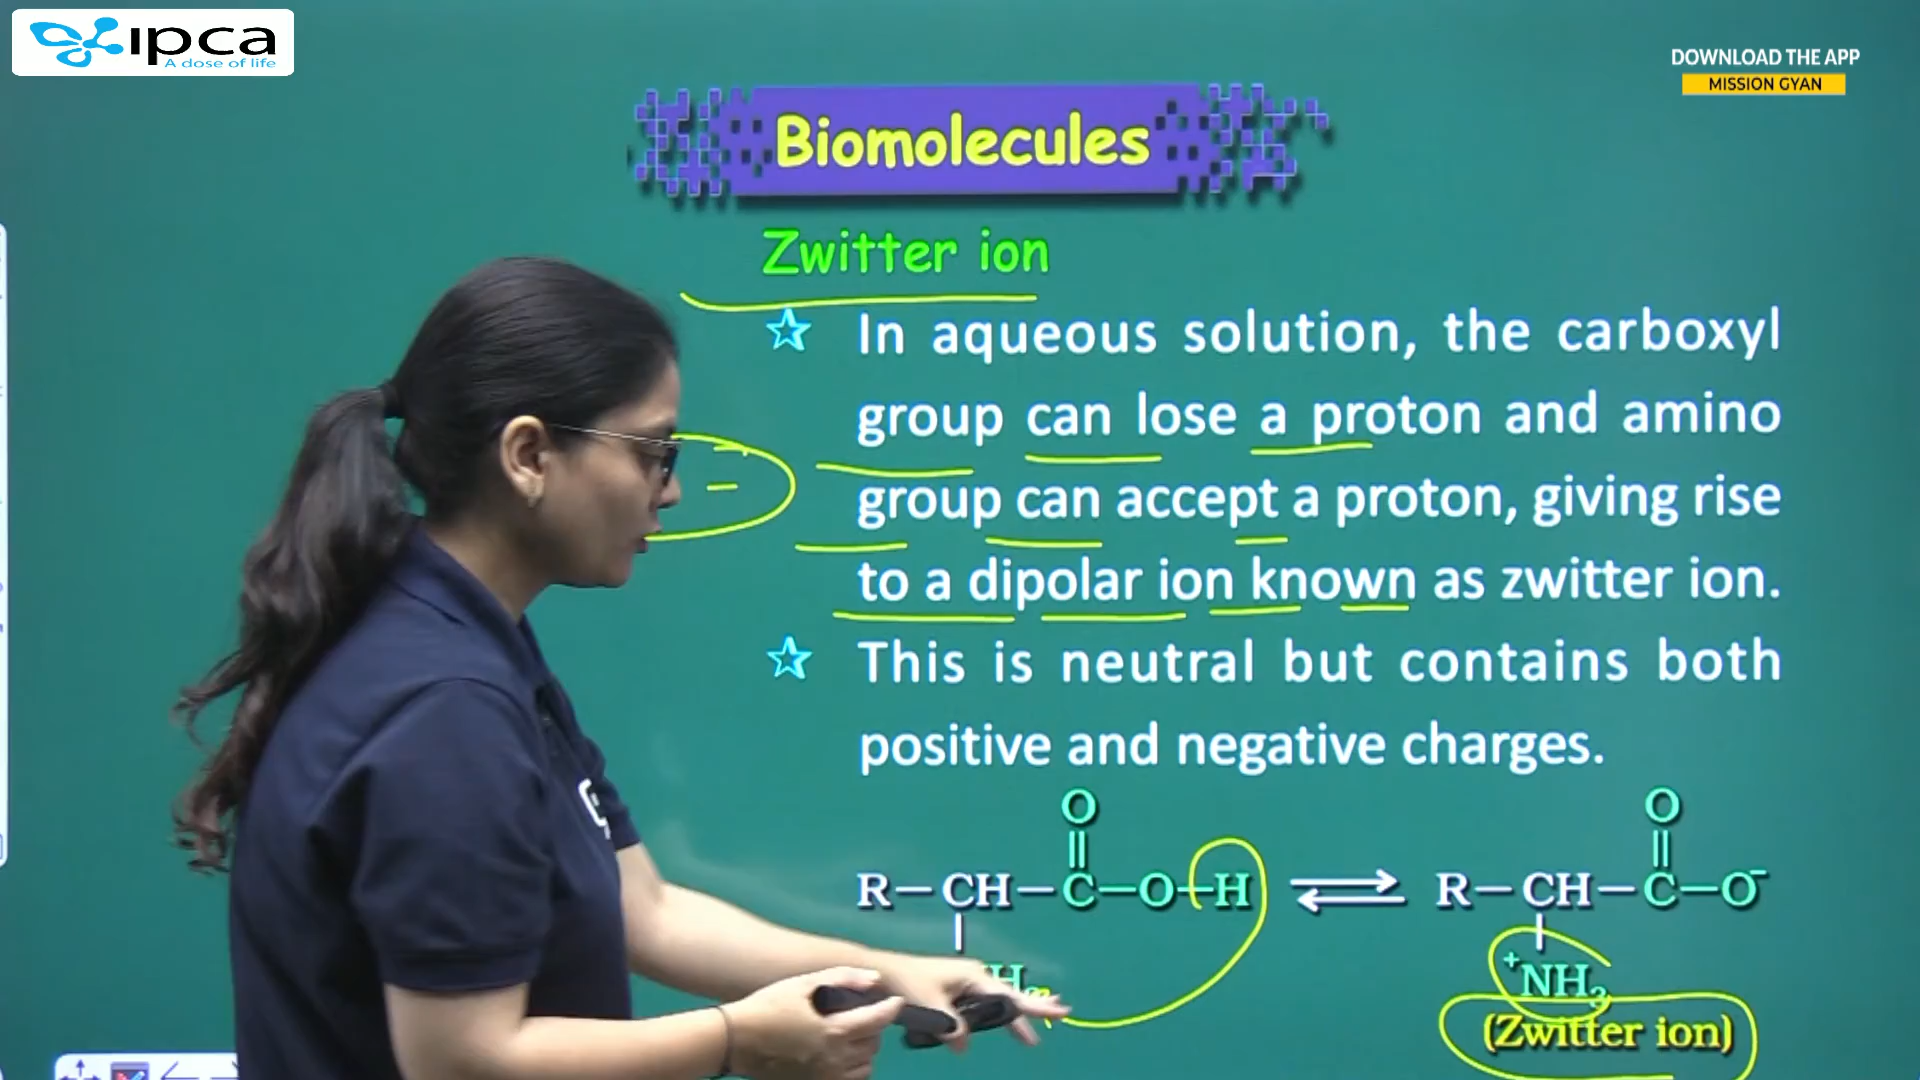 ipca
A dose of life
DOWNLOAD THE APP
MISSION GYAN
Biomolecules
Zwitter ion
In aqueous solution, the carboxyl
group can lose a proton and amino
group can accept a proton, giving rise
to a dipolar ion known as zwitter ion.
This is neutral but contains both
positive and negative charges.
O O
|| ||
R—CH—C—O—H ⇌ R—CH—C—O⁻
| |
H₂ ⁺NH₃
(Zwitter ion)